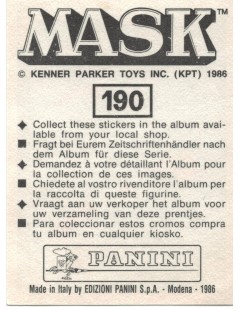 MASK™
© KENNER PARKER TOYS INC. (KPT) 1986
190
◆ Collect these stickers in the album avai-
lable from your local shop.
■ Fragt bei Eurem Zeitschriftenhändler nach
dem Album für diese Serie.
◆ Demandez à votre détaillant l'Album pour
la collection de ces images.
■ Chiedete al vostro rivenditore l'album per
la raccolta di queste figurine.
◆ Vraagt aan uw verkoper het album voor
uw verzameling van deze prentjes.
■ Para coleccionar estos cromos compra
tu album en cualquier kiosko.
PANINI
Made in Italy by EDIZIONI PANINI S.p.A. - Modena - 1986